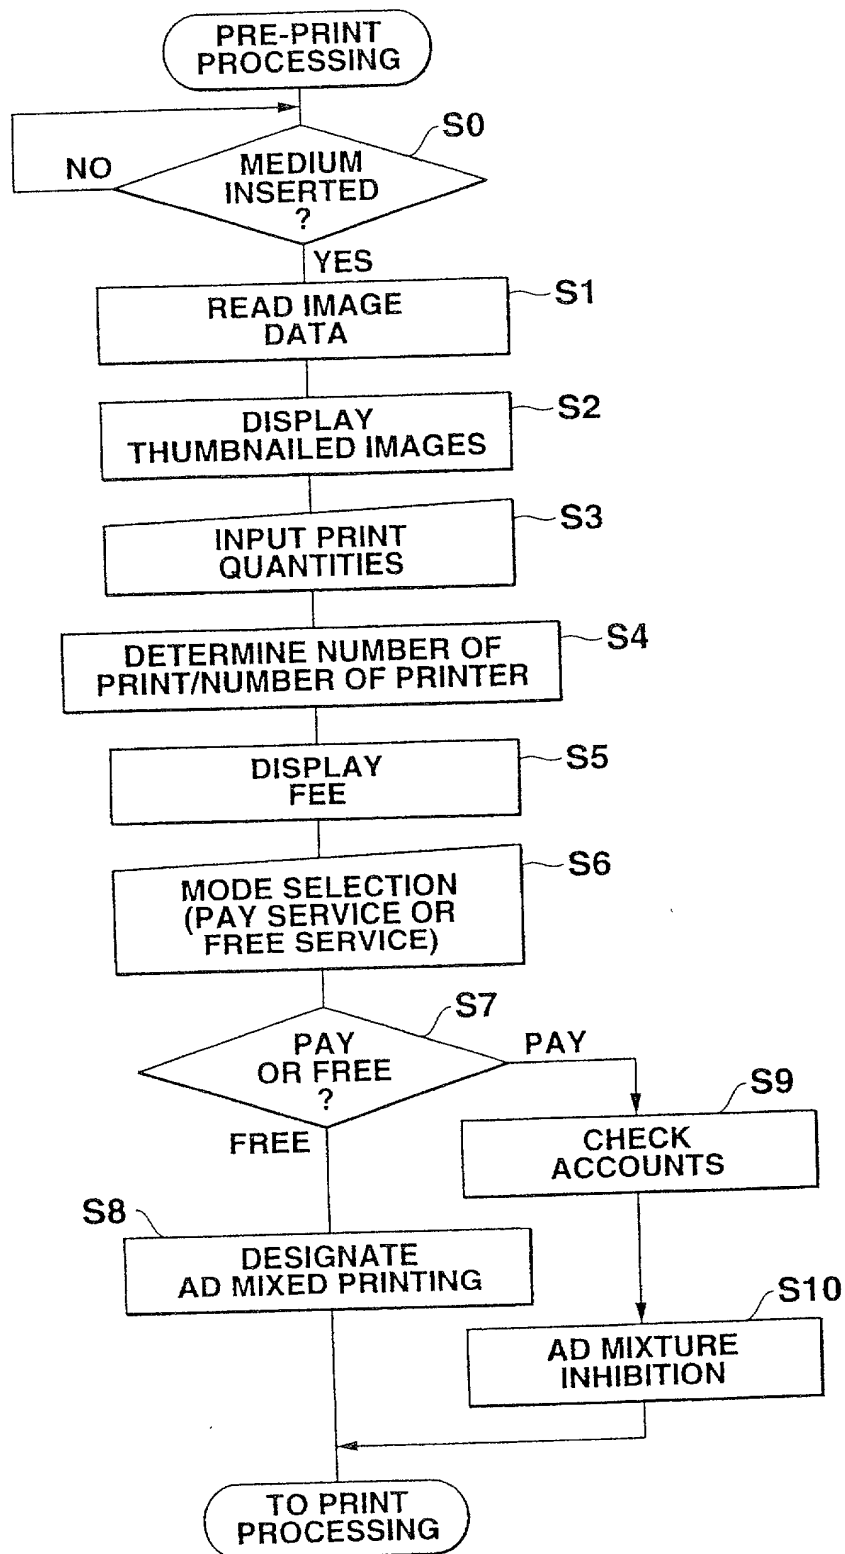 PRE-PRINT
PROCESSING
S0
NO
MEDIUM
INSERTED
?
YES
S1
READ IMAGE
DATA
S2
DISPLAY
THUMBNAILED IMAGES
S3
INPUT PRINT
QUANTITIES
S4
DETERMINE NUMBER OF
PRINT/NUMBER OF PRINTER
S5
DISPLAY
FEE
S6
MODE SELECTION
(PAY SERVICE OR
FREE SERVICE)
S7
PAY
OR FREE
?
PAY
FREE
S9
CHECK
ACCOUNTS
S8
DESIGNATE
AD MIXED PRINTING
S10
AD MIXTURE
INHIBITION
TO PRINT
PROCESSING